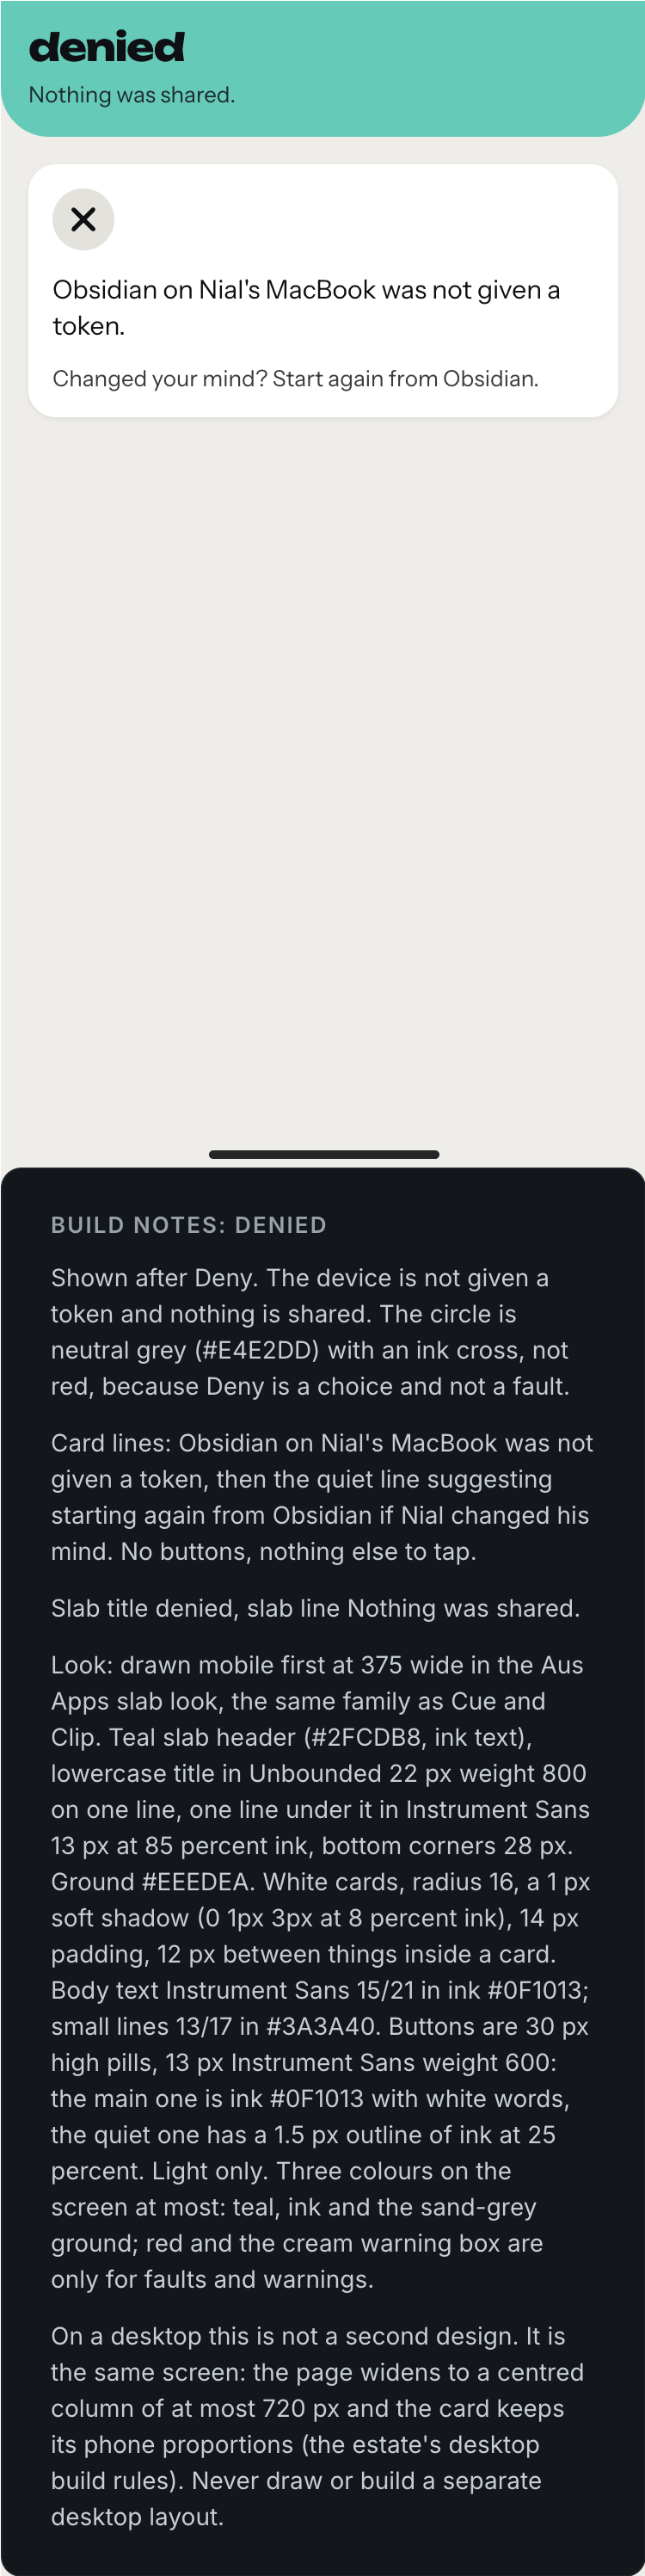 denied
Nothing was shared.
Obsidian on Nial's MacBook was not given a
token.
Changed your mind? Start again from Obsidian.
BUILD NOTES: DENIED
Shown after Deny. The device is not given a
token and nothing is shared. The circle is
neutral grey (#E4E2DD) with an ink cross, not
red, because Deny is a choice and not a fault.
Card lines: Obsidian on Nial's MacBook was not
given a token, then the quiet line suggesting
starting again from Obsidian if Nial changed his
mind. No buttons, nothing else to tap.
Slab title denied, slab line Nothing was shared.
Look: drawn mobile first at 375 wide in the Aus
Apps slab look, the same family as Cue and
Clip. Teal slab header (#2FCDB8, ink text),
lowercase title in Unbounded 22 px weight 800
on one line, one line under it in Instrument Sans
13 px at 85 percent ink, bottom corners 28 px.
Ground #EEEDEA. White cards, radius 16, a 1 px
soft shadow (0 1px 3px at 8 percent ink), 14 px
padding, 12 px between things inside a card.
Body text Instrument Sans 15/21 in ink #0F1013;
small lines 13/17 in #3A3A40. Buttons are 30 px
high pills, 13 px Instrument Sans weight 600:
the main one is ink #0F1013 with white words,
the quiet one has a 1.5 px outline of ink at 25
percent. Light only. Three colours on the
screen at most: teal, ink and the sand-grey
ground; red and the cream warning box are
only for faults and warnings.
On a desktop this is not a second design. It is
the same screen: the page widens to a centred
column of at most 720 px and the card keeps
its phone proportions (the estate's desktop
build rules). Never draw or build a separate
desktop layout.